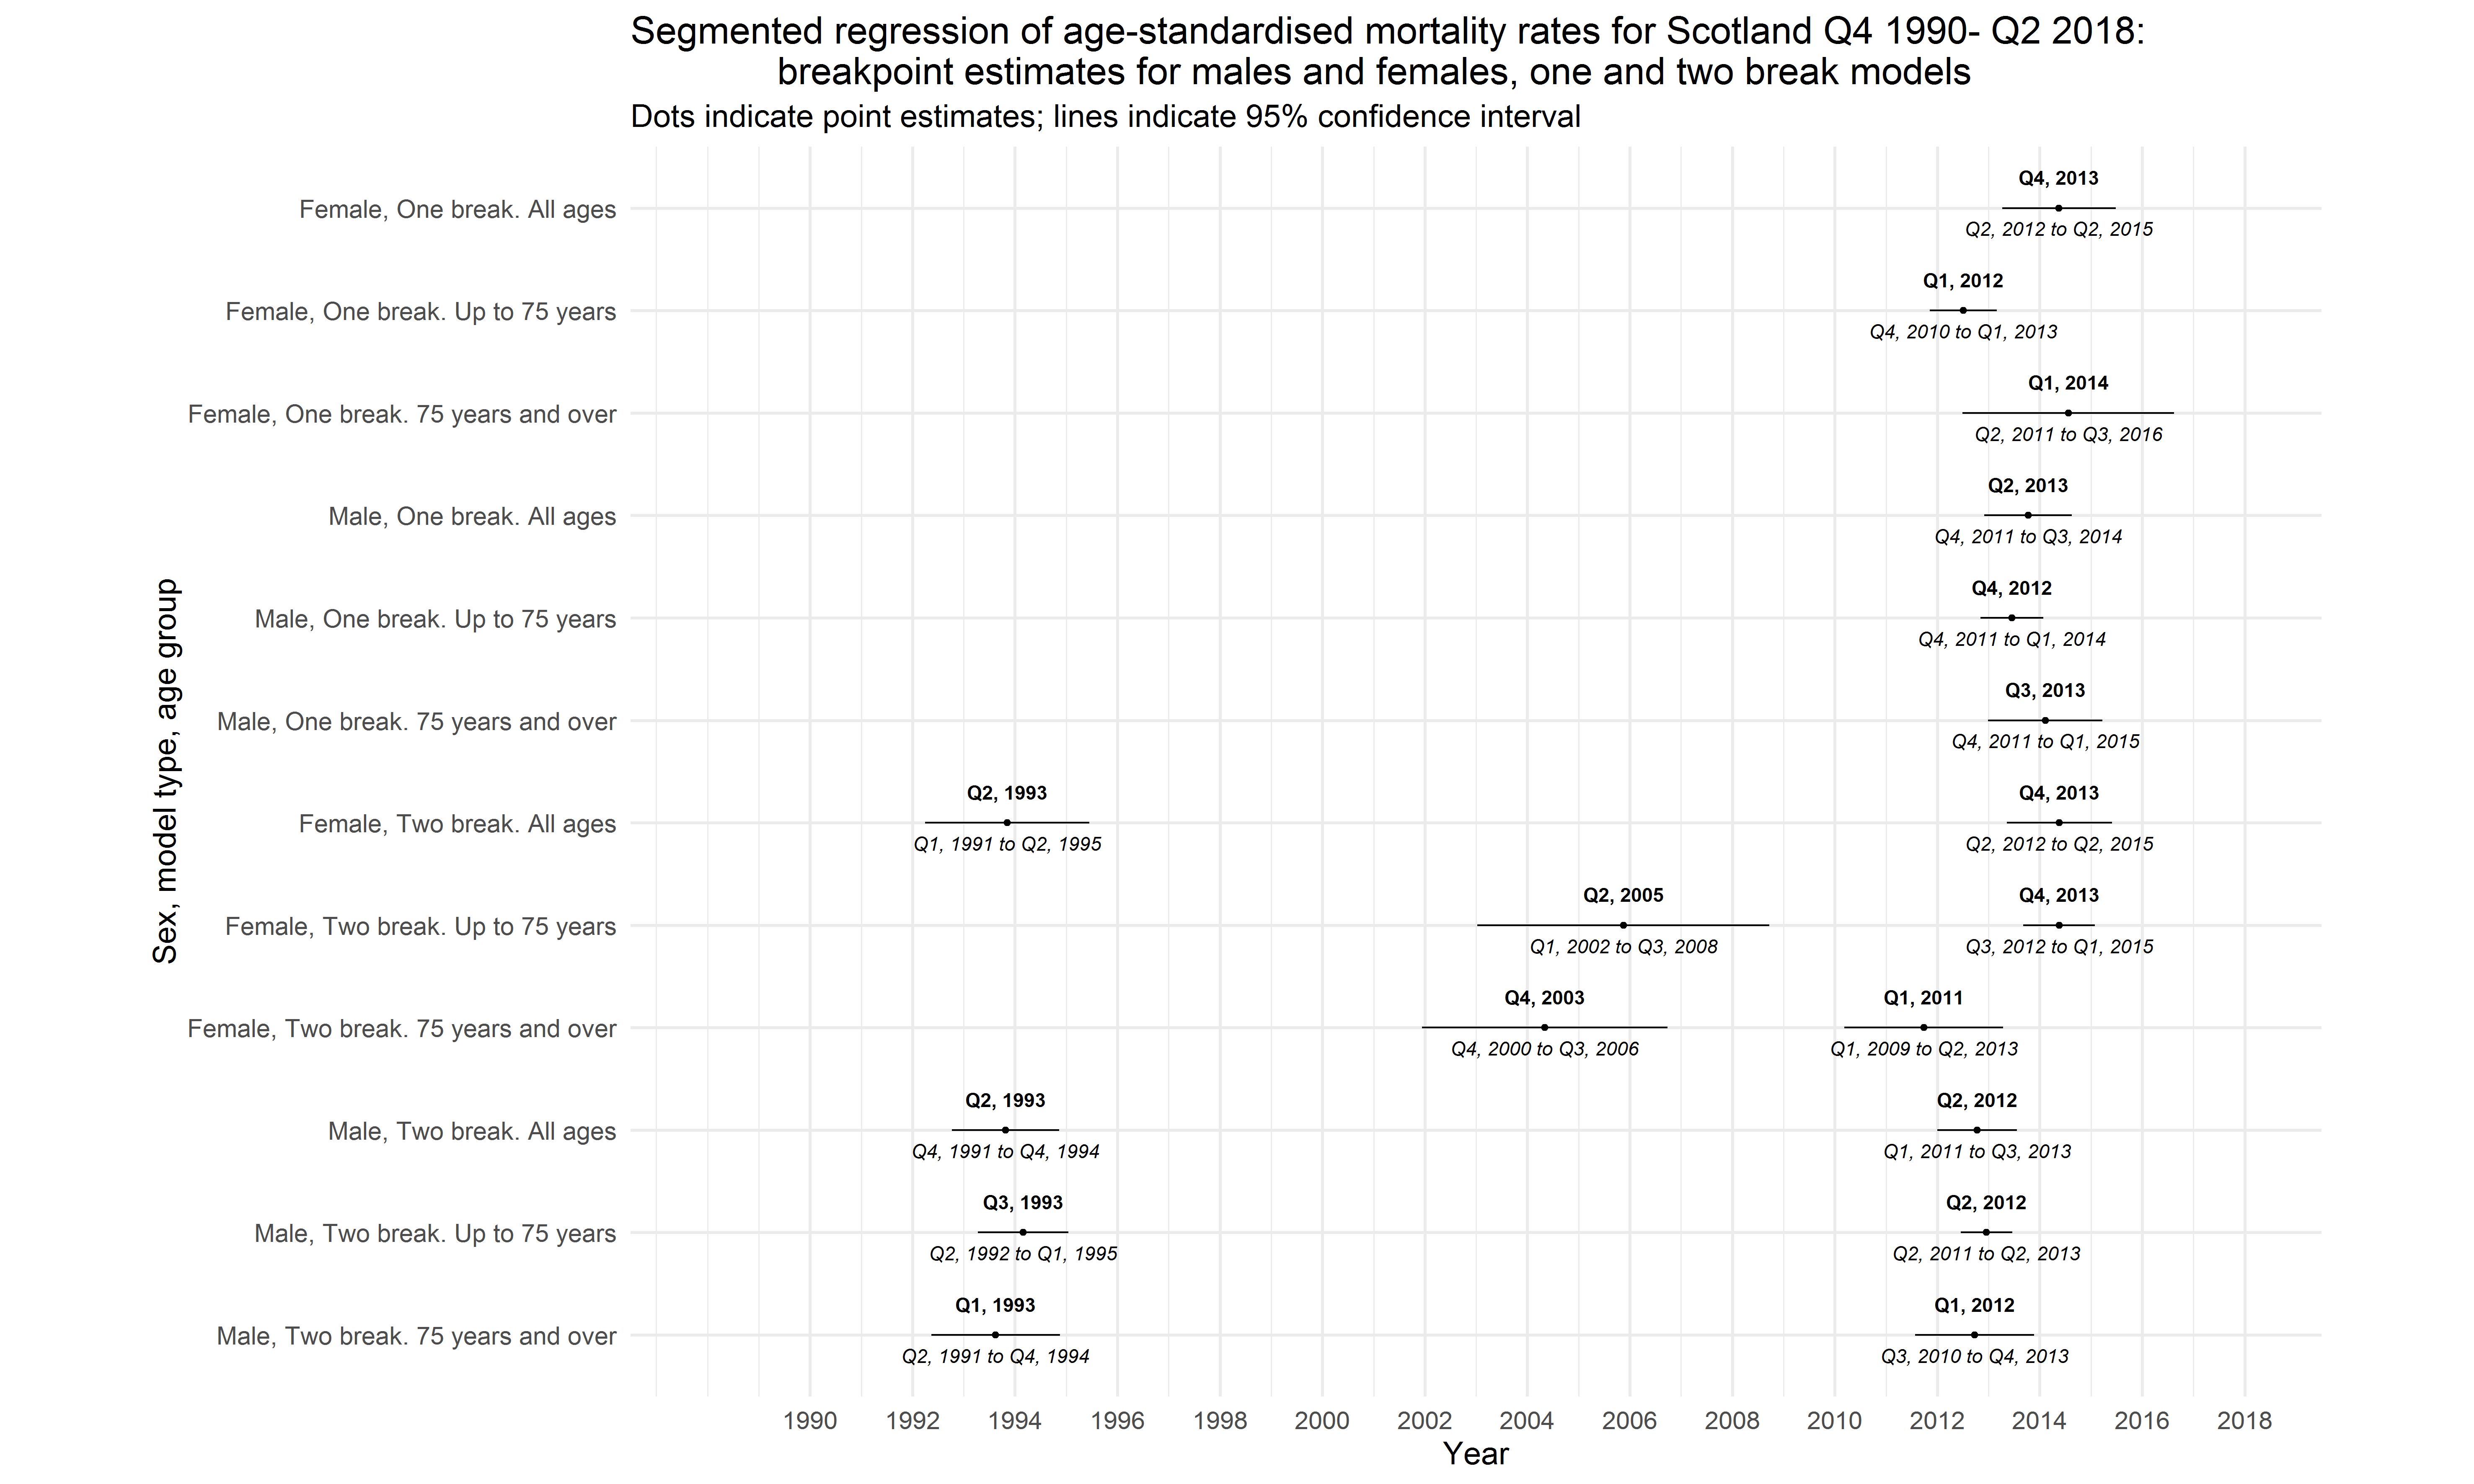 Segmented regression of age-standardised mortality rates for Scotland Q4 1990- Q2 2018:
breakpoint estimates for males and females, one and two break models
Dots indicate point estimates; lines indicate 95% confidence interval
Sex, model type, age group
Female, One break. All ages
Q4, 2013
Q2, 2012 to Q2, 2015
Female, One break. Up to 75 years
Q1, 2012
Q4, 2010 to Q1, 2013
Female, One break. 75 years and over
Q1, 2014
Q2, 2011 to Q3, 2016
Male, One break. All ages
Q2, 2013
Q4, 2011 to Q3, 2014
Male, One break. Up to 75 years
Q4, 2012
Q4, 2011 to Q1, 2014
Male, One break. 75 years and over
Q3, 2013
Q4, 2011 to Q1, 2015
Female, Two break. All ages
Q2, 1993
Q1, 1991 to Q2, 1995
Q4, 2013
Q2, 2012 to Q2, 2015
Female, Two break. Up to 75 years
Q2, 2005
Q1, 2002 to Q3, 2008
Q4, 2013
Q3, 2012 to Q1, 2015
Female, Two break. 75 years and over
Q4, 2003
Q4, 2000 to Q3, 2006
Q1, 2011
Q1, 2009 to Q2, 2013
Male, Two break. All ages
Q2, 1993
Q4, 1991 to Q4, 1994
Q2, 2012
Q1, 2011 to Q3, 2013
Male, Two break. Up to 75 years
Q3, 1993
Q2, 1992 to Q1, 1995
Q2, 2012
Q2, 2011 to Q2, 2013
Male, Two break. 75 years and over
Q1, 1993
Q2, 1991 to Q4, 1994
Q1, 2012
Q3, 2010 to Q4, 2013
1990 1992 1994 1996 1998 2000 2002 2004 2006 2008 2010 2012 2014 2016 2018
Year